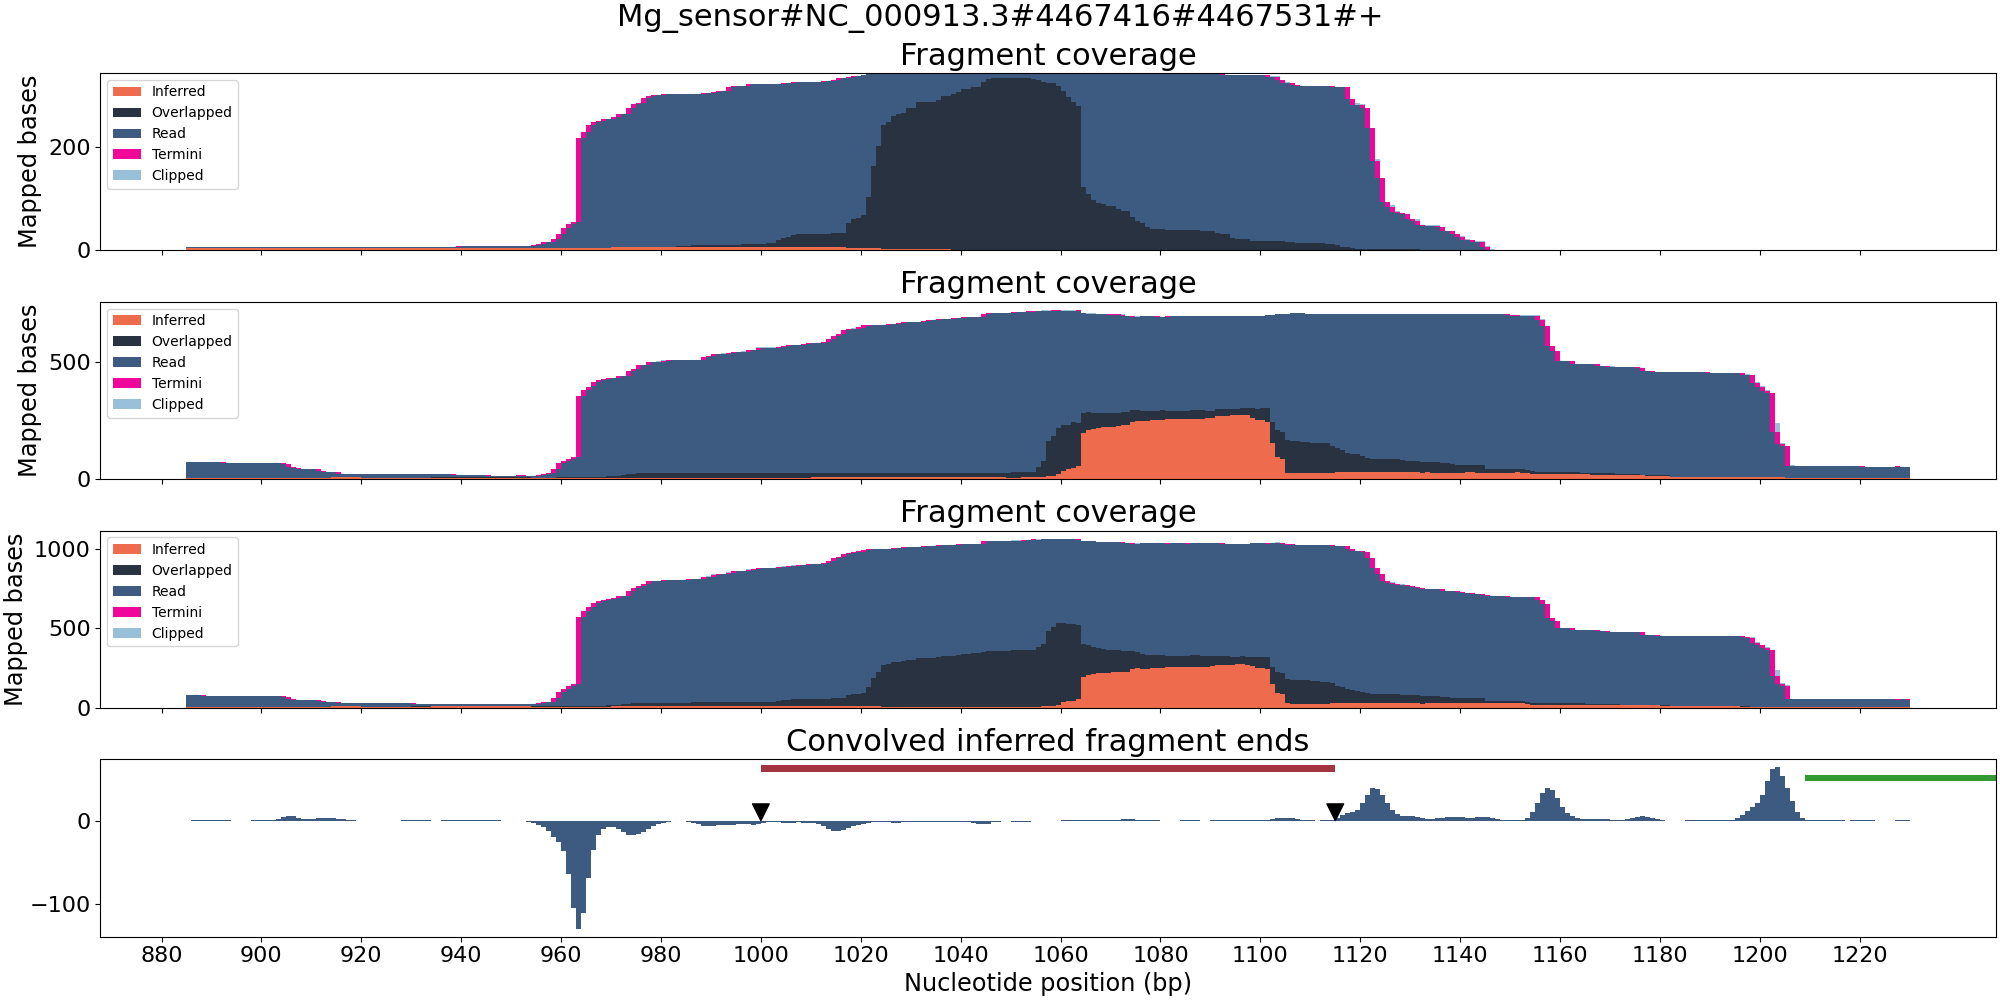 Mg_sensor#NC_000913.3#4467416#4467531#+
Fragment coverage
Mapped bases
200
0
Inferred
Overlapped
Read
Termini
Clipped
Fragment coverage
Mapped bases
500
0
Inferred
Overlapped
Read
Termini
Clipped
Fragment coverage
Mapped bases
1000
500
0
Inferred
Overlapped
Read
Termini
Clipped
Convolved inferred fragment ends
0
−100
880 900 920 940 960 980 1000 1020 1040 1060 1080 1100 1120 1140 1160 1180 1200 1220
Nucleotide position (bp)